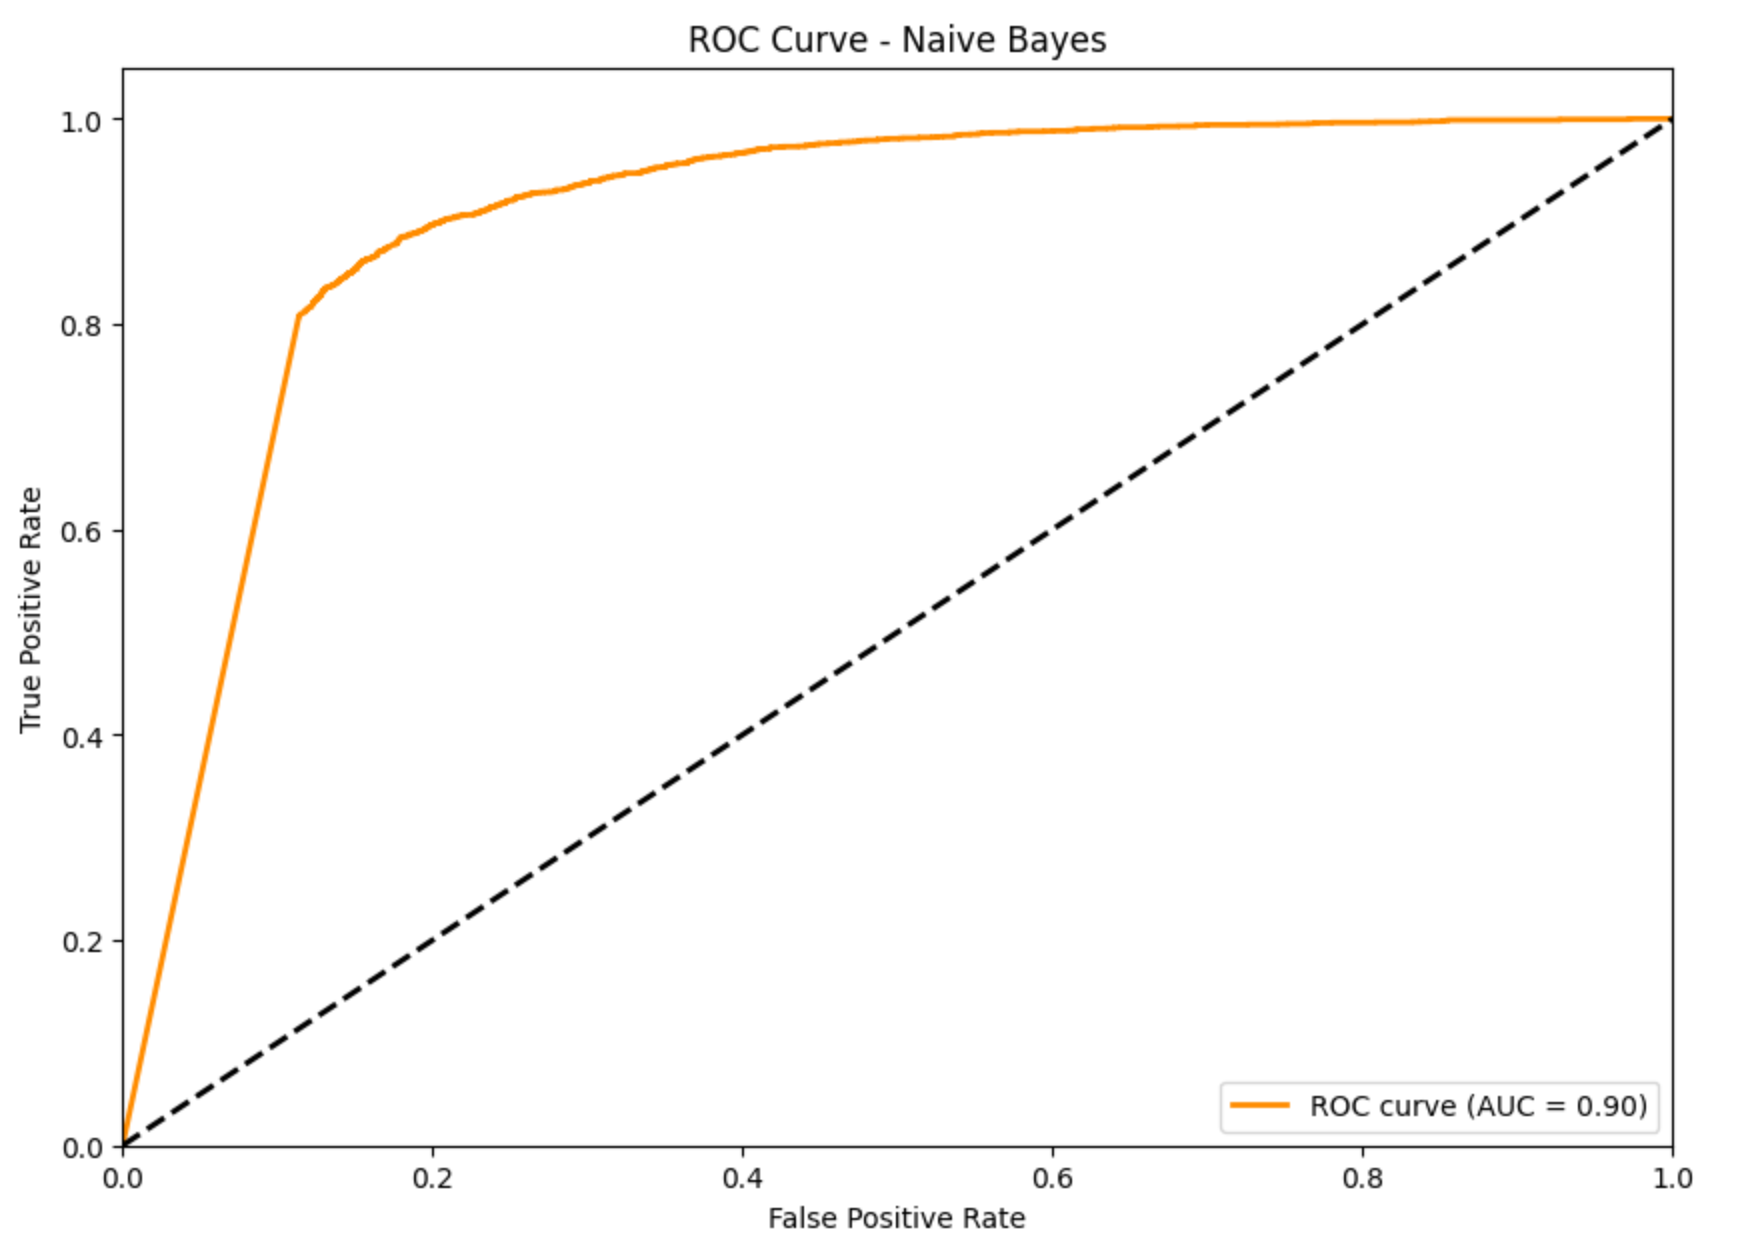 ROC Curve - Naive Bayes
True Positive Rate
1.0
0.8
0.6
0.4
0.2
0.0
0.0 0.2 0.4 0.6 0.8 1.0
False Positive Rate
ROC curve (AUC = 0.90)